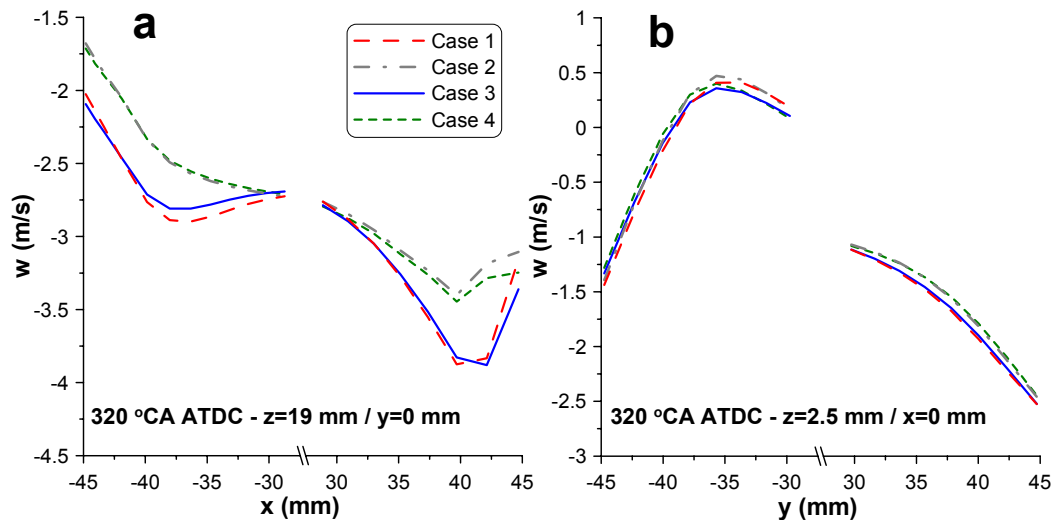 a
Case 1
Case 2
Case 3
Case 4
-1.5
-2
-2.5
-3
-3.5
-4
-4.5
w (m/s)
320 °CA ATDC - z=19 mm / y=0 mm
-45 -40 -35 -30 30 35 40 45
x (mm)
b
1
0.5
0
-0.5
-1
-1.5
-2
-2.5
-3
w (m/s)
320 °CA ATDC - z=2.5 mm / x=0 mm
-45 -40 -35 -30 30 35 40 45
y (mm)